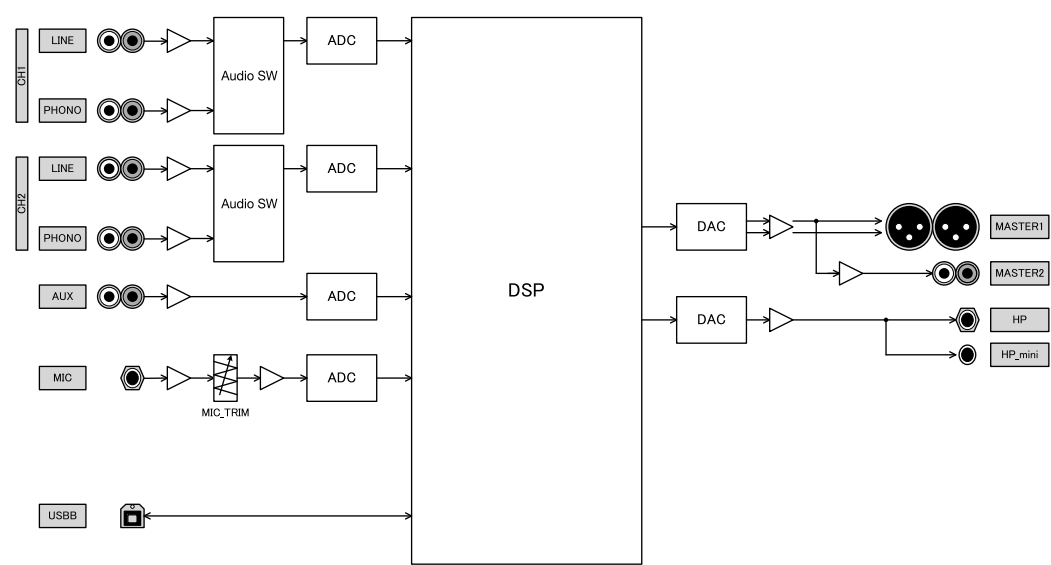 CH1
LINE
PHONO
Audio SW
ADC
CH2
LINE
PHONO
Audio SW
ADC
AUX
ADC
MIC
MIC_TRIM
ADC
USBB
DSP
DAC
MASTER1
MASTER2
DAC
HP
HP_mini